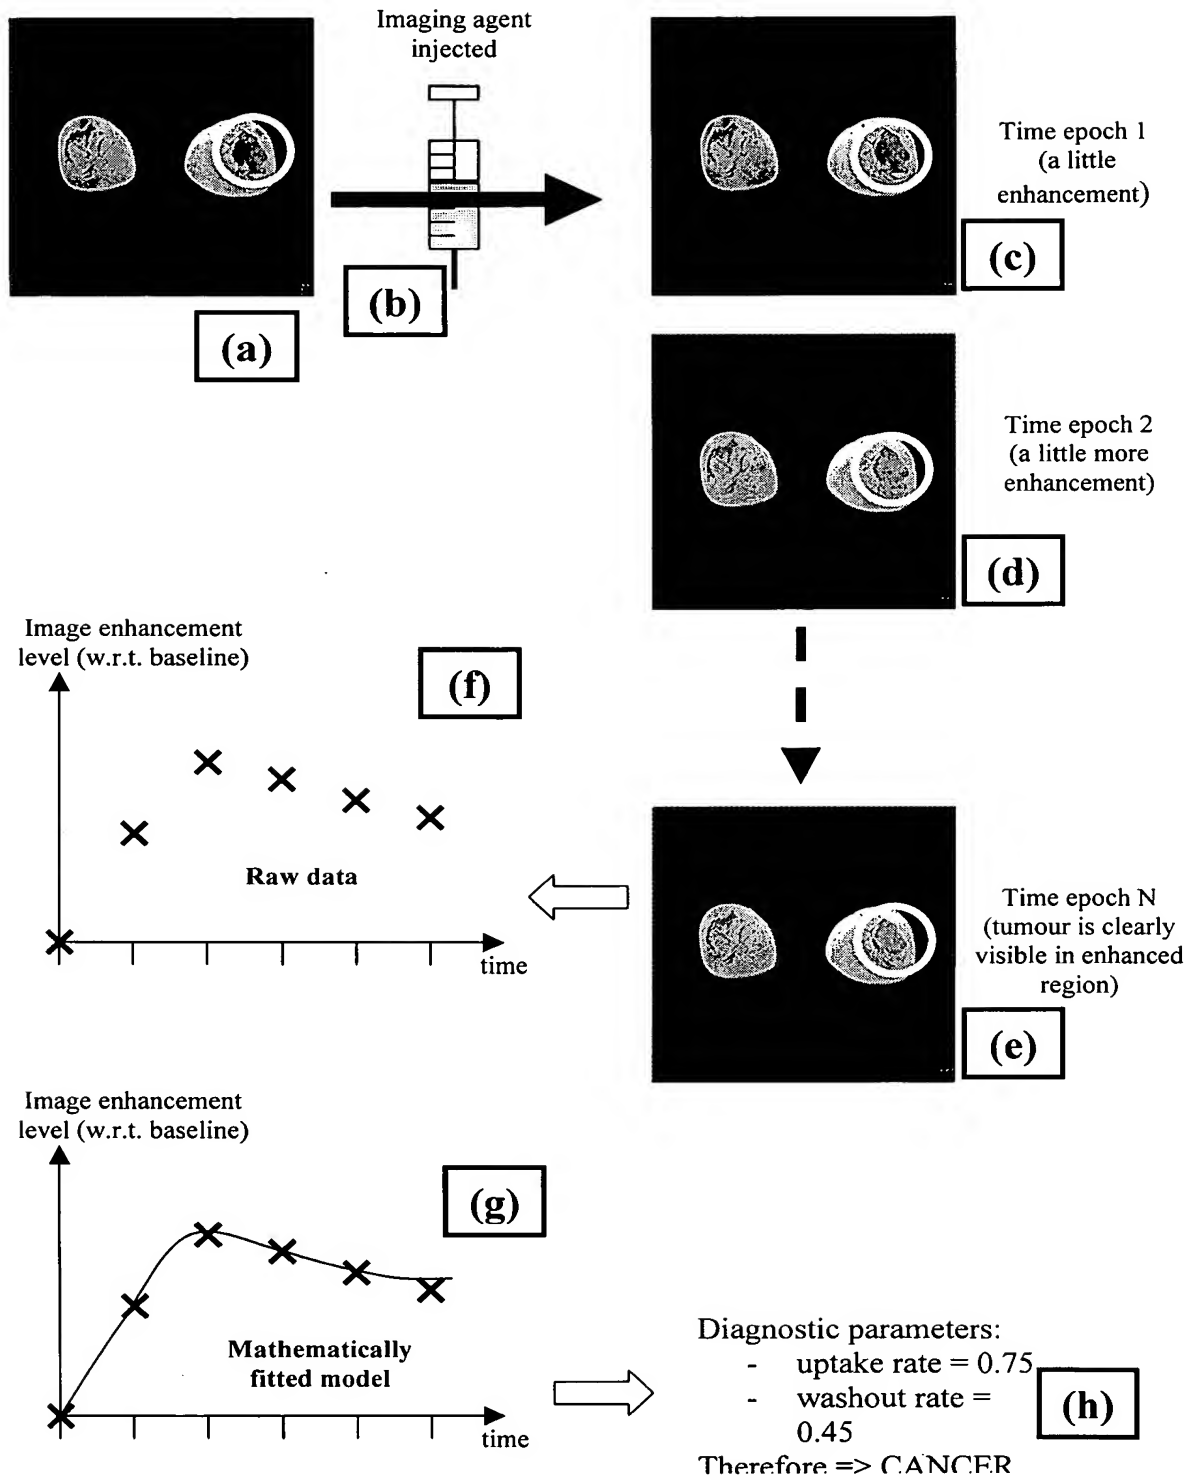 Imaging agent
injected
(a)
(b)
Time epoch 1
(a little
enhancement)
(c)
Time epoch 2
(a little more
enhancement)
(d)
Time epoch N
(tumour is clearly
visible in enhanced
region)
(e)
Image enhancement
level (w.r.t. baseline)
(f)
Raw data
time
Image enhancement
level (w.r.t. baseline)
(g)
Mathematically
fitted model
time
Diagnostic parameters:
- uptake rate = 0.75
- washout rate =
0.45
Therefore => CANCER
(h)